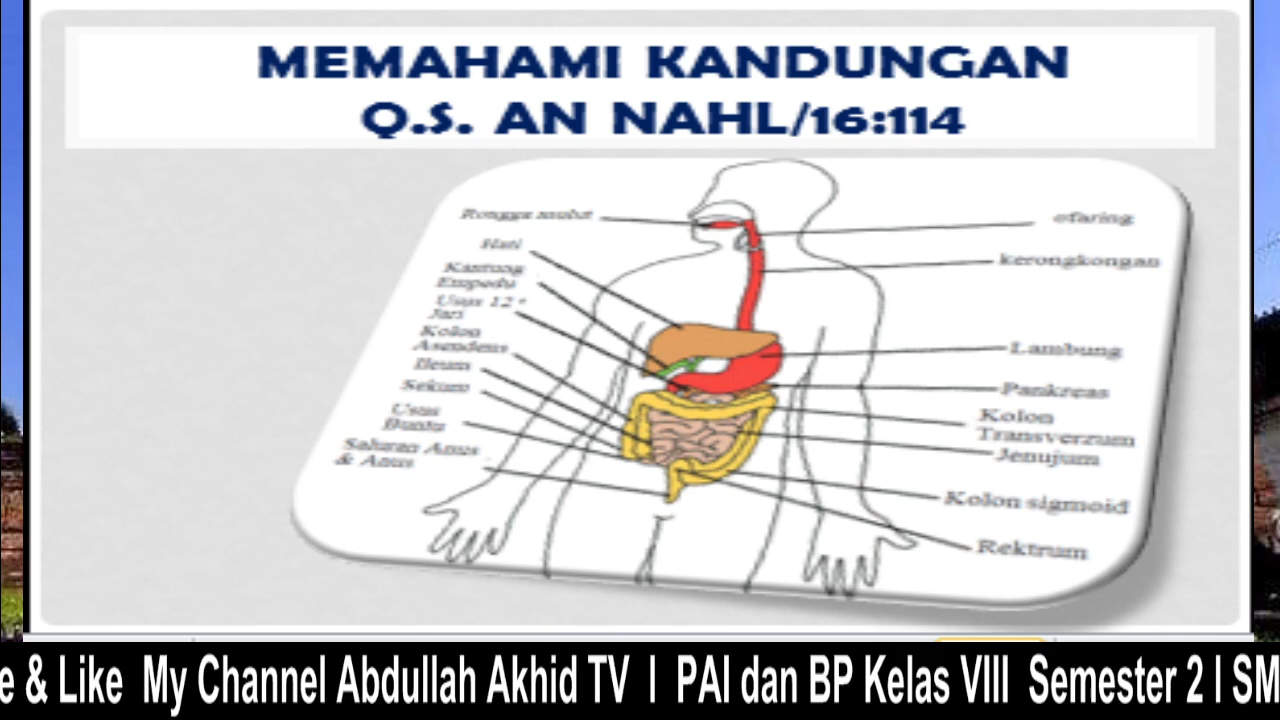 MEMAHAMI KANDUNGAN
Q.S. AN NAHL/16:114
Rongga mulut
Hati
Kantung
Empedu
Usus 12
Jari
Kolon
Asendens
Ileum
Sekum
Usus
Buntu
Saluran Anus
& Anus
ofaring
kerongkongan
Lambung
Pankreas
Kolon
Transverzum
Jenujum
Kolon sigmoid
Rektrum
e & Like My Channel Abdullah Akhid TV I PAI dan BP Kelas VIII Semester 2 I SM